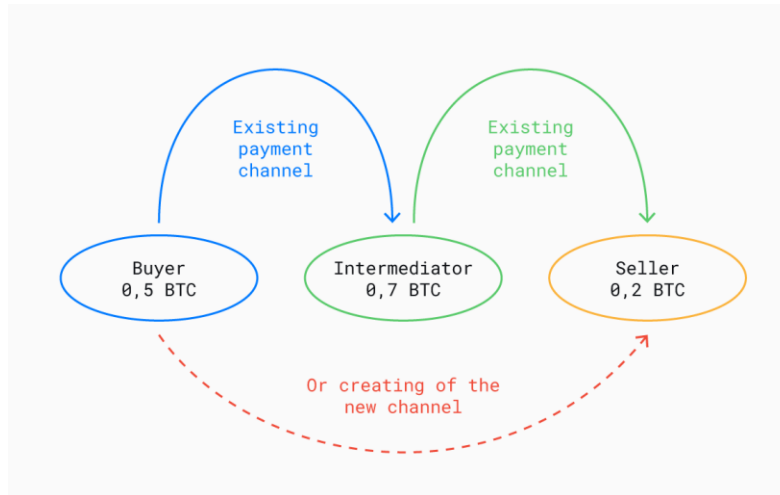 Existing
payment
channel
Existing
payment
channel
Buyer
0,5 BTC
Intermediator
0,7 BTC
Seller
0,2 BTC
Or creating of the
new channel